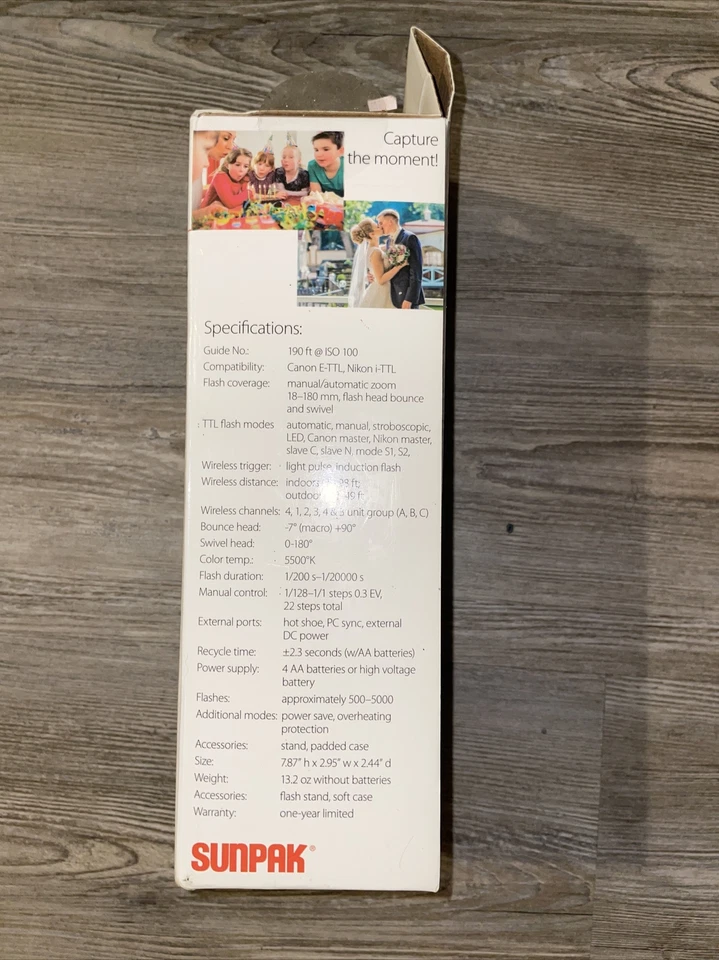 Capture
the moment!
Specifications:
Guide No.: 190 ft @ ISO 100
Compatibility: Canon E-TTL, Nikon i-TTL
Flash coverage: manual/automatic zoom
18–180 mm, flash head bounce
and swivel
TTL flash modes automatic, manual, stroboscopic,
LED, Canon master, Nikon master,
slave C, slave N, mode S1, S2,
Wireless trigger: light pulse, induction flash
Wireless distance: indoors ft;
ft
Wireless channels: 4, 1, 2, 3, 4 & unit group (A, B, C)
Bounce head: -7° (macro) +90°
Swivel head: 0-180°
Color temp.: 5500°K
Flash duration: 1/200 s–1/20000 s
Manual control: 1/128–1/1 steps 0.3 EV,
22 steps total
External ports: hot shoe, PC sync, external
DC power
Recycle time: ±2.3 seconds (w/AA batteries)
Power supply: 4 AA batteries or high voltage
battery
Flashes: approximately 500–5000
Additional modes: power save, overheating
protection
Accessories: stand, padded case
Size: 7.87" h x 2.95" w x 2.44" d
Weight: 13.2 oz without batteries
Accessories: flash stand, soft case
Warranty: one-year limited
SUNPAK®